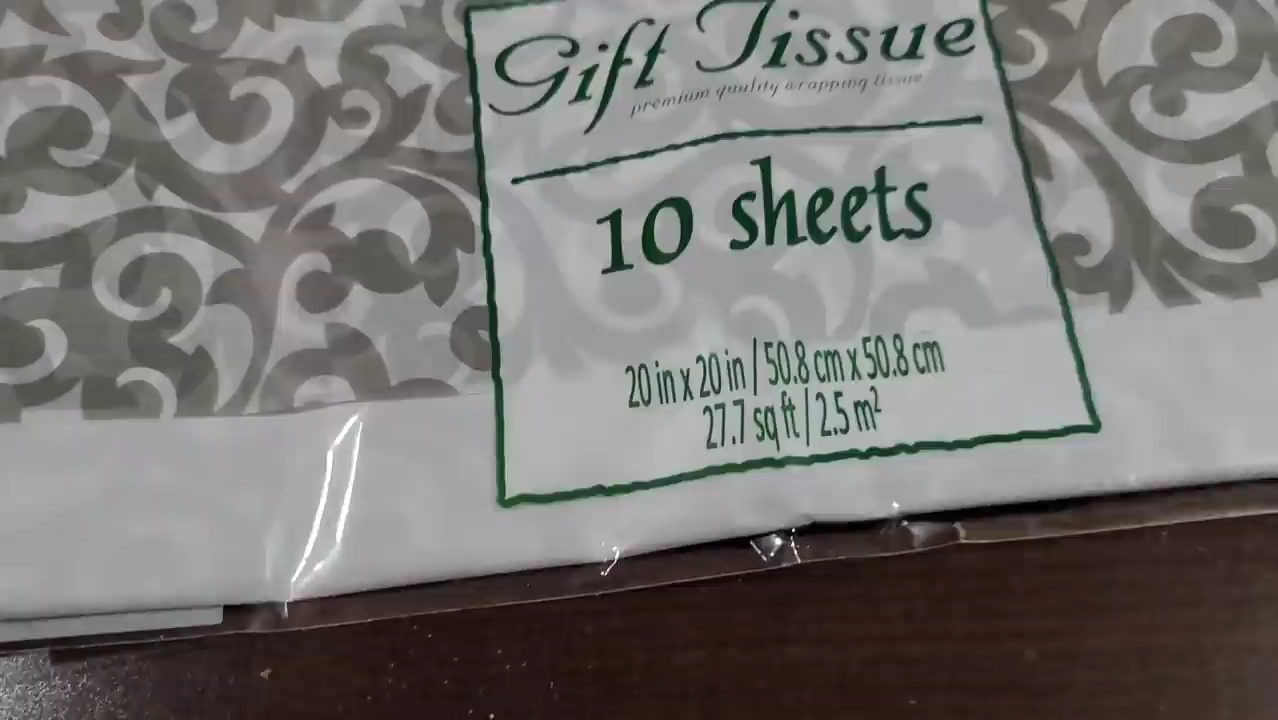 Gift Tissue
premium quality wrapping tissue
10 sheets
20 in x 20 in / 50.8 cm x 50.8 cm
27.7 sq ft / 2.5 m²